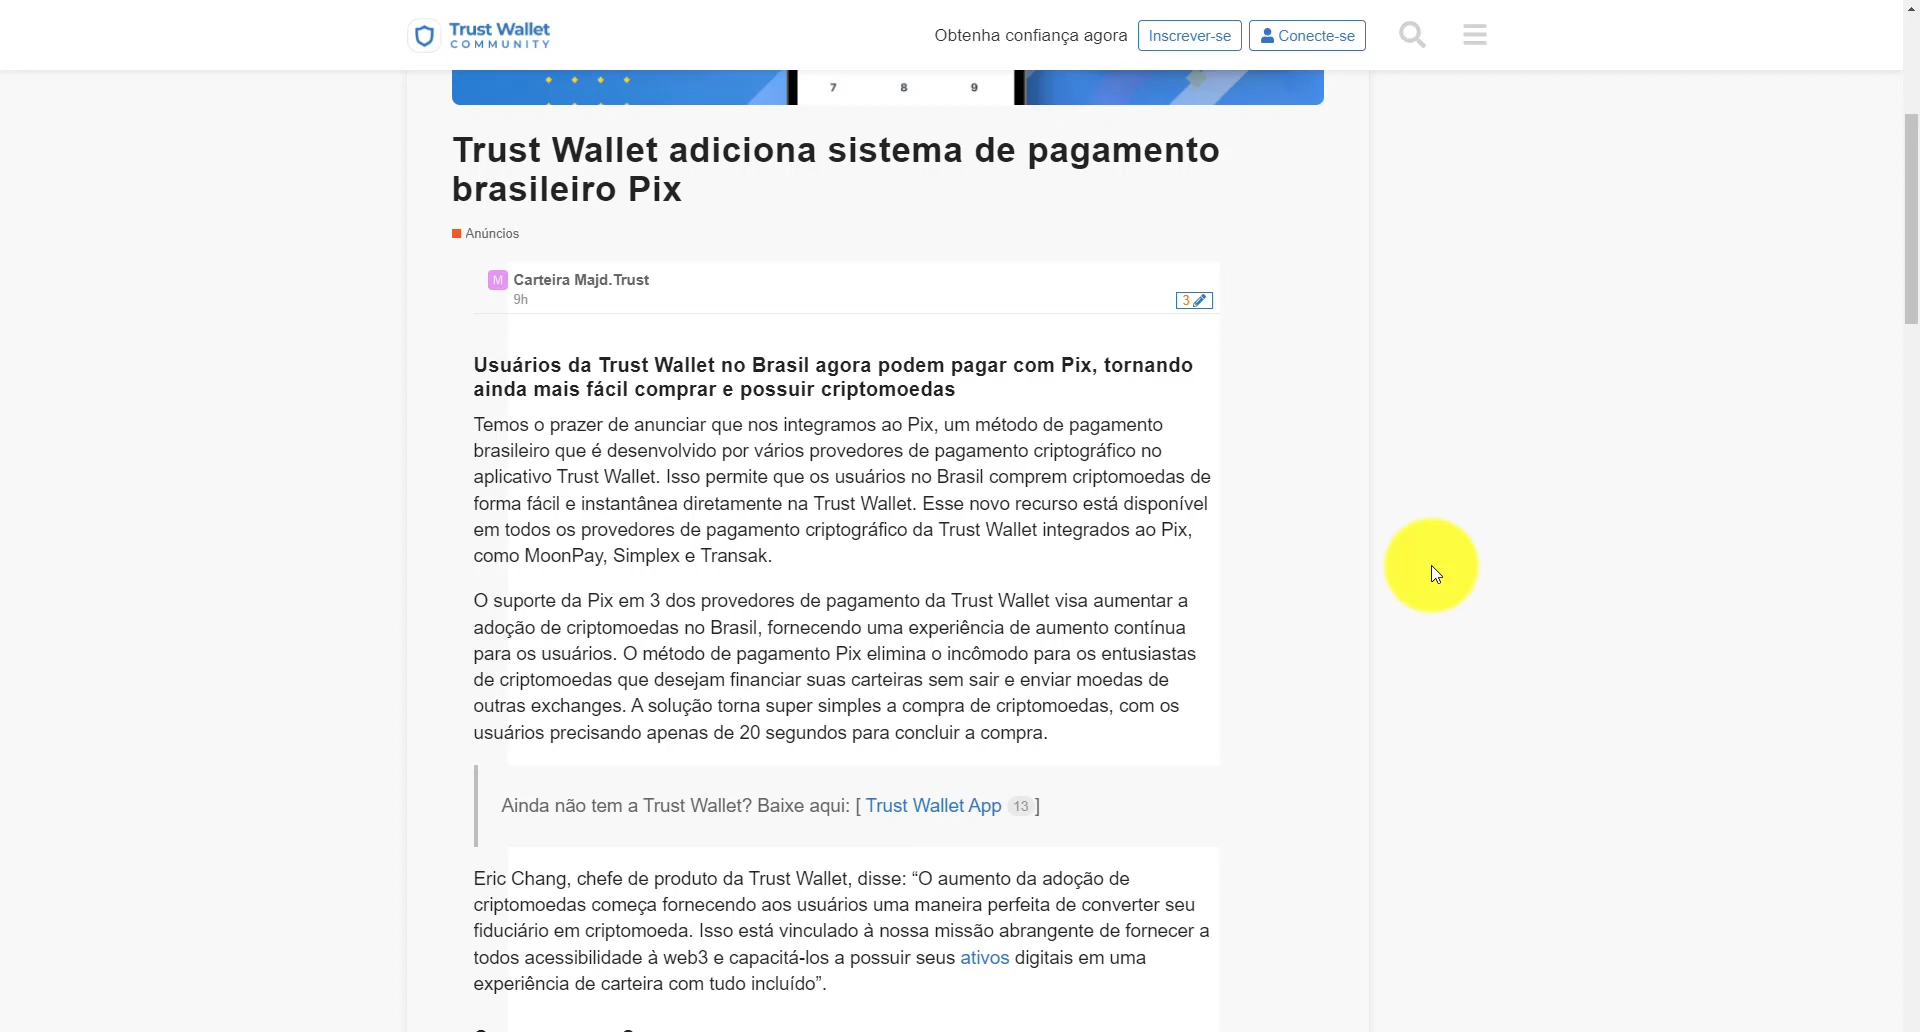 Trust Wallet
COMMUNITY
Obtenha confiança agora
Inscrever-se
Conecte-se
7 8 9
Trust Wallet adiciona sistema de pagamento
brasileiro Pix
Anúncios
M Carteira Majd.Trust
9h
3
Usuários da Trust Wallet no Brasil agora podem pagar com Pix, tornando
ainda mais fácil comprar e possuir criptomoedas
Temos o prazer de anunciar que nos integramos ao Pix, um método de pagamento
brasileiro que é desenvolvido por vários provedores de pagamento criptográfico no
aplicativo Trust Wallet. Isso permite que os usuários no Brasil comprem criptomoedas de
forma fácil e instantânea diretamente na Trust Wallet. Esse novo recurso está disponível
em todos os provedores de pagamento criptográfico da Trust Wallet integrados ao Pix,
como MoonPay, Simplex e Transak.
O suporte da Pix em 3 dos provedores de pagamento da Trust Wallet visa aumentar a
adoção de criptomoedas no Brasil, fornecendo uma experiência de aumento contínua
para os usuários. O método de pagamento Pix elimina o incômodo para os entusiastas
de criptomoedas que desejam financiar suas carteiras sem sair e enviar moedas de
outras exchanges. A solução torna super simples a compra de criptomoedas, com os
usuários precisando apenas de 20 segundos para concluir a compra.
Ainda não tem a Trust Wallet? Baixe aqui: [ Trust Wallet App 13 ]
Eric Chang, chefe de produto da Trust Wallet, disse: “O aumento da adoção de
criptomoedas começa fornecendo aos usuários uma maneira perfeita de converter seu
fiduciário em criptomoeda. Isso está vinculado à nossa missão abrangente de fornecer a
todos acessibilidade à web3 e capacitá-los a possuir seus ativos digitais em uma
experiência de carteira com tudo incluído”.